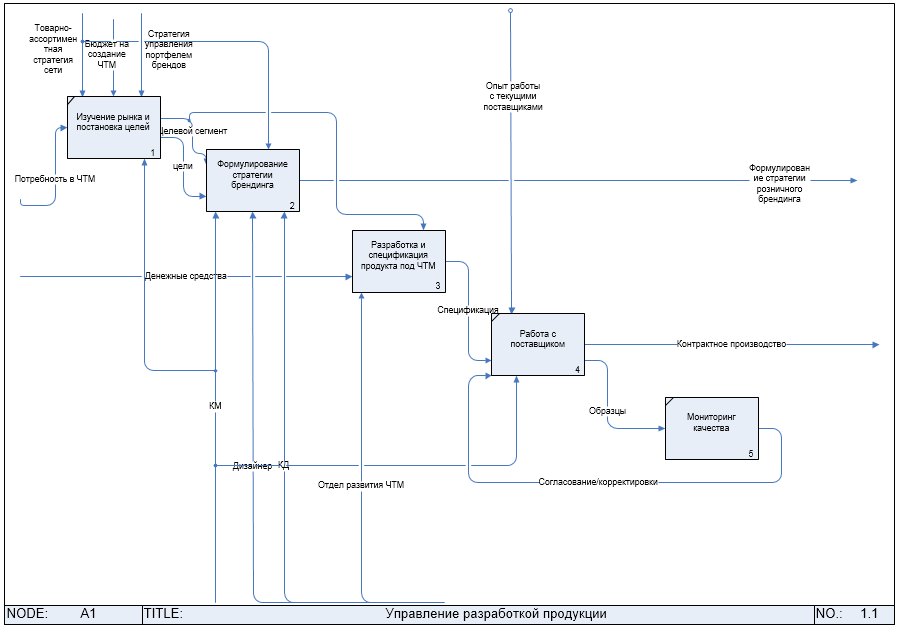 Товарно-
ассортимен
тная
стратегия
сети
Бюджет на
создание
ЧТМ
Стратегия
управления
портфелем
брендов
Опыт работы
с текущими
поставщиками
Изучение рынка и
постановка целей
1
Целевой сегмент
цели
Потребность в ЧТМ
Формулирование
стратегии
брендинга
2
Формулирован
ие стратегии
розничного
брендинга
Разработка и
спецификация
продукта под ЧТМ
3
Денежные средства
Спецификация
Работа с
поставщиком
4
Контрактное производство
КМ
Образцы
Мониторинг
качества
5
Дизайнер
КД
Отдел развития ЧТМ
Согласование/корректировки
NODE: A1
TITLE: Управление разработкой продукции
NO.: 1.1